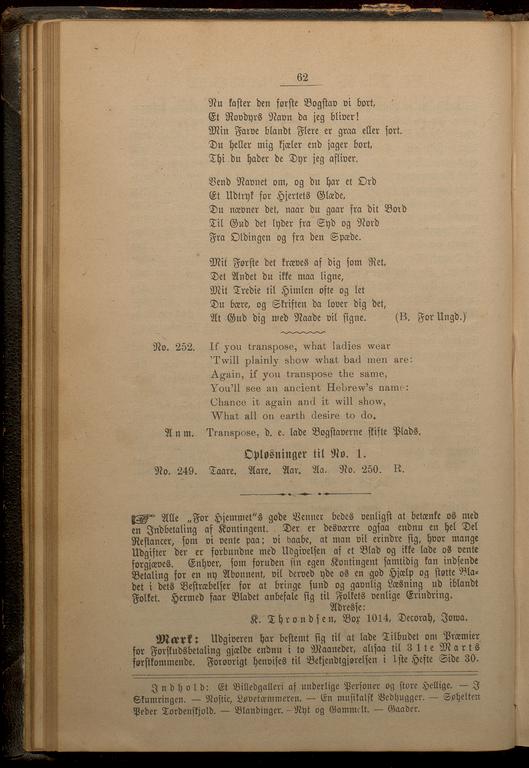 62
Nu kaster den første Bogstav vi bort,
Et Rovdyrs Navn da jeg bliver!
Min Farve blandt Flere er graa eller sort.
Du heller mig kjæler end jager bort,
Thi du hader de Dyr jeg afliver.
Vend Navnet om, og du har et Ord
Et Udtryk for Hjertets Glæde,
Du nævner det, naar du gaar fra dit Bord
Til Gud det lyder fra Syd og Nord
Fra Oldingen og fra den Spæde.
Mit Første det kræves af dig som Ret,
Det Andet du ikke maa ligne,
Mit Tredie til Himlen ofte og let
Du bære, og Skriften da lover dig det,
At Gud dig med Naade vil signe. (B. For Ungd.)
No. 252. If you transpose, what ladies wear
'Twill plainly show what bad men are:
Again, if you transpose the same,
You'll see an ancient Hebrew's name:
Chance it again and it will show,
What all on earth desire to do.
Anm. Transpose, d. e. lade Bogstaverne skifte Plads.
Opløsninger til No. 1.
No. 249. Taare, Aare, Aar, Aa. No. 250. R.
☞ Alle „For Hjemmet"s gode Venner bedes venligst at betænke os med
en Indbetaling af Kontingent. Der er desværre ogsaa endnu en hel Del
Restancer, som vi vente paa; vi haabe, at man vil erindre sig, hvor mange
Udgifter der er forbundne med Udgivelsen af et Blad og ikke lade os vente
forgjæves. Enhver, som foruden sin egen Kontingent samtidig kan indsende
Betaling for en ny Abonnent, vil derved yde os en god Hjælp og støtte Bla-
det i dets Bestræbelser for at bringe sund og gavnlig Læsning ud iblandt
Folket. Hermed faar Bladet anbefale sig til Folkets venlige Erindring.
Adresse:
K. Throndsen, Box 1014, Decorah, Iowa.
Mærk: Udgiveren har bestemt sig til at lade Tilbudet om Præmier
for Forskudsbetaling gjælde endnu i to Maaneder, altsaa til 31te Marts
førstkommende. Forøvrigt henvises til Bekjendtgjørelsen i 1ste Hefte Side 30.
Indhold: Et Billedgalleri af underlige Personer og store Hellige. — I
Skumringen. — Rostic, Løvetæmmeren. — En musikalsk Vedhugger. — Søhelten
Peder Tordenskjold. — Blandinger. — Nyt og Gammelt. — Gaader.